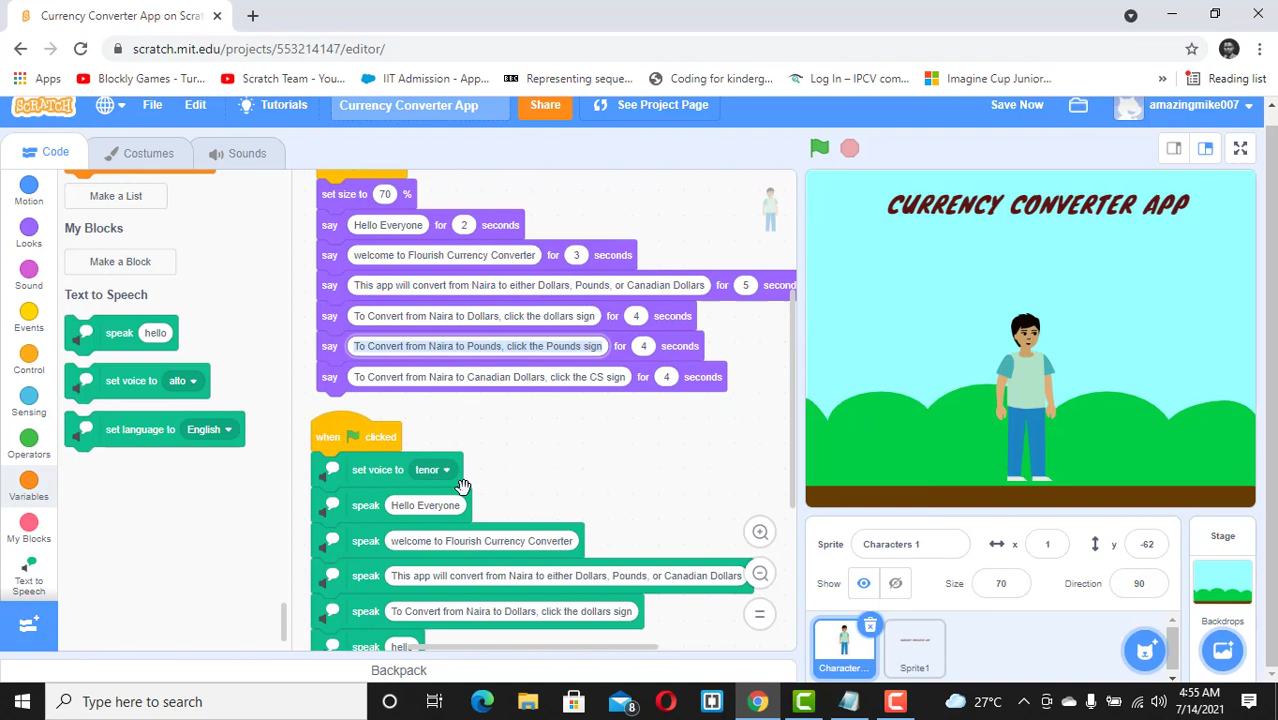 Currency Converter App on Scrat
scratch.mit.edu/projects/553214147/editor/
Apps
Blockly Games - Tur...
Scratch Team - You...
IIT Admission - App...
Representing seque...
Coding for kinderg...
Log In – IPCV com...
Imagine Cup Junior...
»
Reading list
SCRATCH
File
Edit
Tutorials
Currency Converter App
Share
See Project Page
Save Now
amazingmike007
Code
Costumes
Sounds
Motion
Looks
Sound
Events
Control
Sensing
Operators
Variables
My Blocks
Text to
Speech
Make a List
My Blocks
Make a Block
Text to Speech
speak hello
set voice to alto
set language to English
set size to 70 %
say Hello Everyone for 2 seconds
say welcome to Flourish Currency Converter for 3 seconds
say This app will convert from Naira to either Dollars, Pounds, or Canadian Dollars for 5 second
say To Convert from Naira to Dollars, click the dollars sign for 4 seconds
say To Convert from Naira to Pounds, click the Pounds sign for 4 seconds
say To Convert from Naira to Canadian Dollars, click the CS sign for 4 seconds
when clicked
set voice to tenor
speak Hello Everyone
speak welcome to Flourish Currency Converter
speak This app will convert from Naira to either Dollars, Pounds, or Canadian Dollars
speak To Convert from Naira to Dollars, click the dollars sign
speak hello
CURRENCY CONVERTER APP
Sprite Characters 1 x 1 y -62
Show Size 70 Direction 90
Character...
Sprite1
Stage
Backdrops
Backpack
Type here to search
8
27°C
4:55 AM
7/14/2021